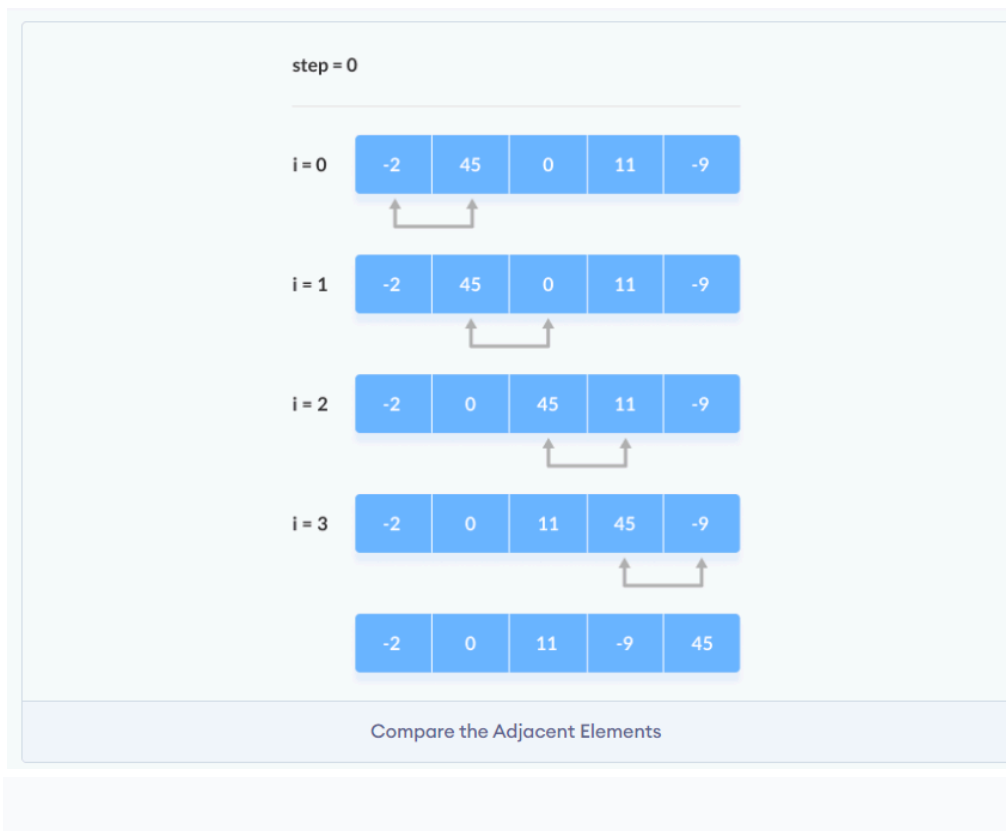 step = 0
i = 0 -2 45 0 11 -9
i = 1 -2 45 0 11 -9
i = 2 -2 0 45 11 -9
i = 3 -2 0 11 45 -9
-2 0 11 -9 45
Compare the Adjacent Elements